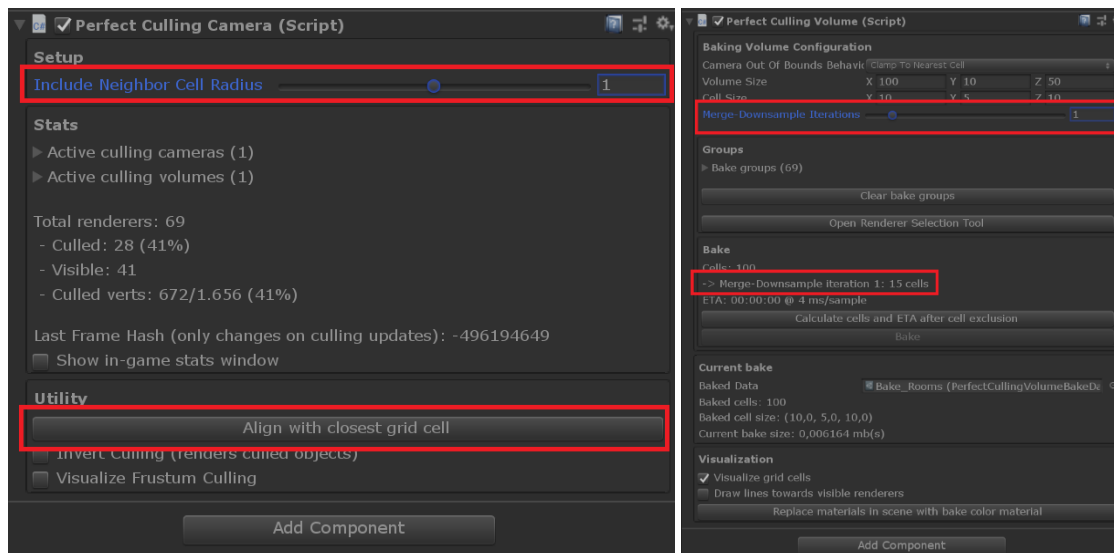 Perfect Culling Camera (Script)
Setup
Include Neighbor Cell Radius 1
Stats
Active culling cameras (1)
Active culling volumes (1)
Total renderers: 69
- Culled: 28 (41%)
- Visible: 41
- Culled verts: 672/1.656 (41%)
Last Frame Hash (only changes on culling updates): -496194649
Show in-game stats window
Utility
Align with closest grid cell
Invert Culling (renders culled objects)
Visualize Frustum Culling
Add Component
Perfect Culling Volume (Script)
Baking Volume Configuration
Camera Out Of Bounds Behavic Clamp To Nearest Cell
Volume Size X 100 Y 10 Z 50
Cell Size X 10 Y 5 Z 10
Merge-Downsample Iterations 1
Groups
Bake groups (69)
Clear bake groups
Open Renderer Selection Tool
Bake
Cells: 100
-> Merge-Downsample iteration 1: 15 cells
ETA: 00:00:00 @ 4 ms/sample
Calculate cells and ETA after cell exclusion
Bake
Current bake
Baked Data Bake_Rooms (PerfectCullingVolumeBakeDa
Baked cells: 100
Baked cell size: (10,0, 5,0, 10,0)
Current bake size: 0,006164 mb(s)
Visualization
Visualize grid cells
Draw lines towards visible renderers
Replace materials in scene with bake color material
Add Component